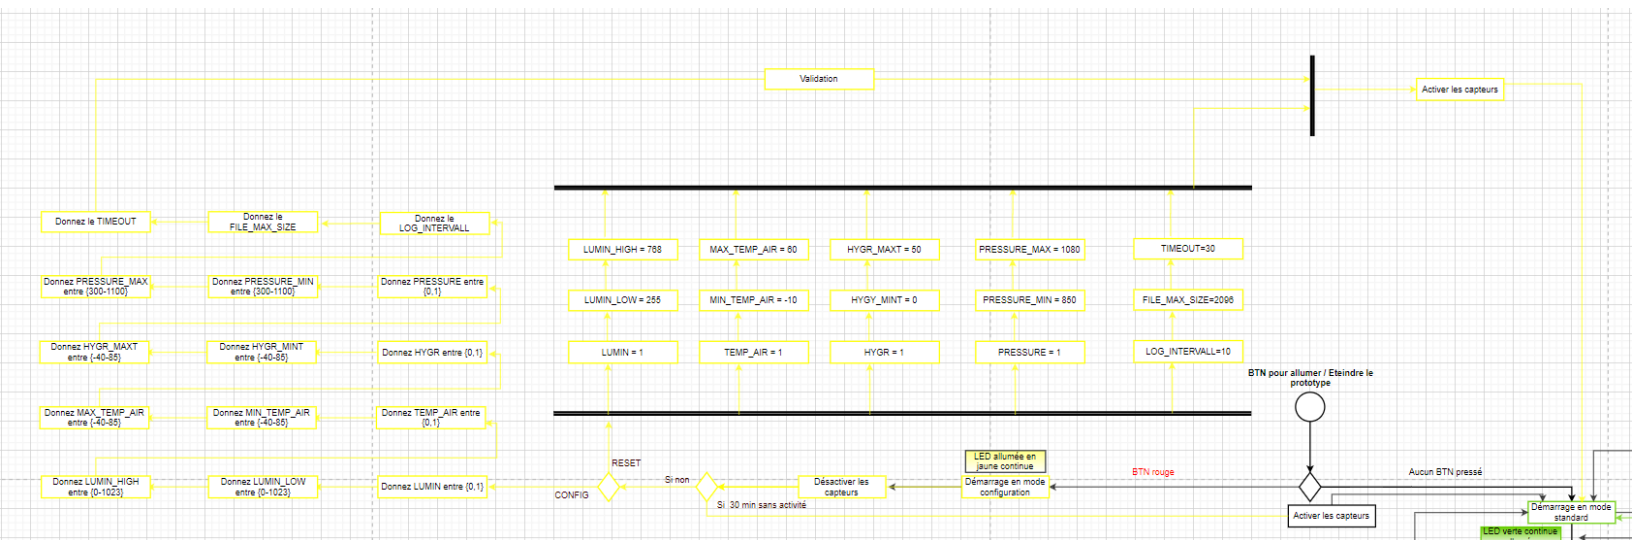 Validation
Activer les capteurs
Donnez le TIMEOUT
Donnez le
FILE_MAX_SIZE
Donnez le
LOG_INTERVALL
LUMIN_HIGH = 768
MAX_TEMP_AIR = 60
HYGR_MAXT = 50
PRESSURE_MAX = 1080
TIMEOUT=30
Donnez PRESSURE_MAX
entre {300-1100}
Donnez PRESSURE_MIN
entre {300-1100}
Donnez PRESSURE entre
{0,1}
LUMIN_LOW = 255
MIN_TEMP_AIR = -10
HYGY_MINT = 0
PRESSURE_MIN = 850
FILE_MAX_SIZE=2096
Donnez HYGR_MAXT
entre {-40-85}
Donnez HYGR_MINT
entre {-40-85}
Donnez HYGR entre {0,1}
LUMIN = 1
TEMP_AIR = 1
HYGR = 1
PRESSURE = 1
LOG_INTERVALL=10
BTN pour allumer / Eteindre le
prototype
Donnez MAX_TEMP_AIR
entre {-40-85}
Donnez MIN_TEMP_AIR
entre {-40-85}
Donnez TEMP_AIR entre
{0,1}
RESET
LED allumée en
jaune continue
BTN rouge
Aucun BTN pressé
Donnez LUMIN_HIGH
entre {0-1023}
Donnez LUMIN_LOW
entre {0-1023}
Donnez LUMIN entre {0,1}
CONFIG
Si non
Si 30 min sans activité
Désactiver les
capteurs
Démarrage en mode
configuration
Activer les capteurs
Démarrage en mode
standard
LED verte continue